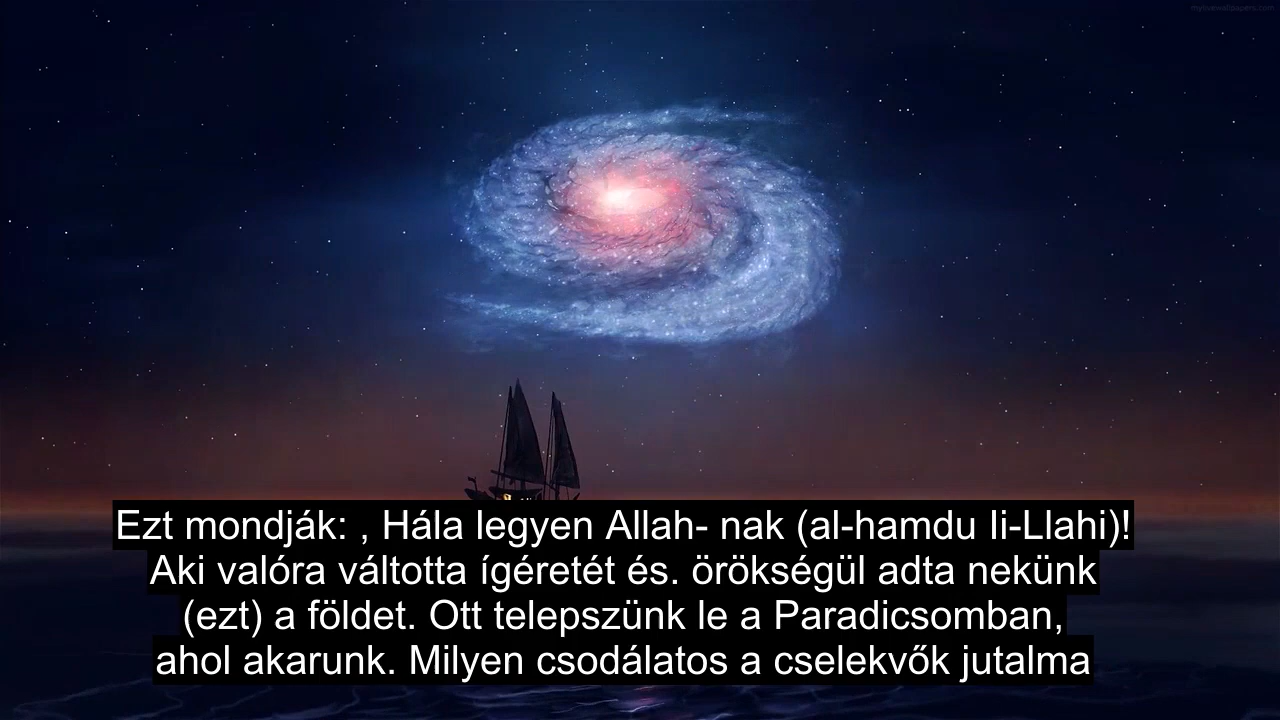 Ezt mondják: , Hála legyen Allah- nak (al-hamdu Ii-Llahi)!
Aki valóra váltotta ígéretét és. örökségül adta nekünk
(ezt) a földet. Ott telepszünk le a Paradicsomban,
ahol akarunk. Milyen csodálatos a cselekvők jutalma